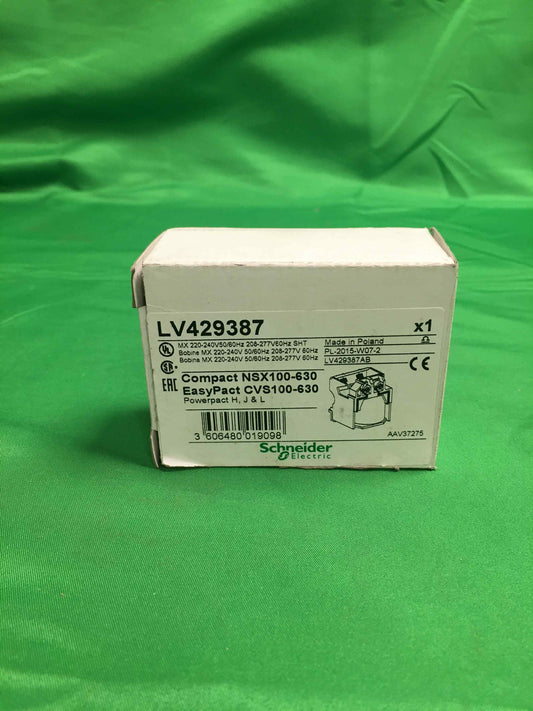 LV429387 x1
MX 220-240V50/60Hz 208-277V60Hz SHT
Bobina MX 220-240V 50/60Hz 208-277V 60Hz
Bobine MX 220-240V 50/60Hz 208-277V 60Hz
Made in Poland
PL-2015-W07-2
LV429387AB
UL
SA
EAC
CE
Compact NSX100-630
EasyPact CVS100-630
Powerpact H, J & L
3 606480 019098
AAV37275
Schneider
Electric